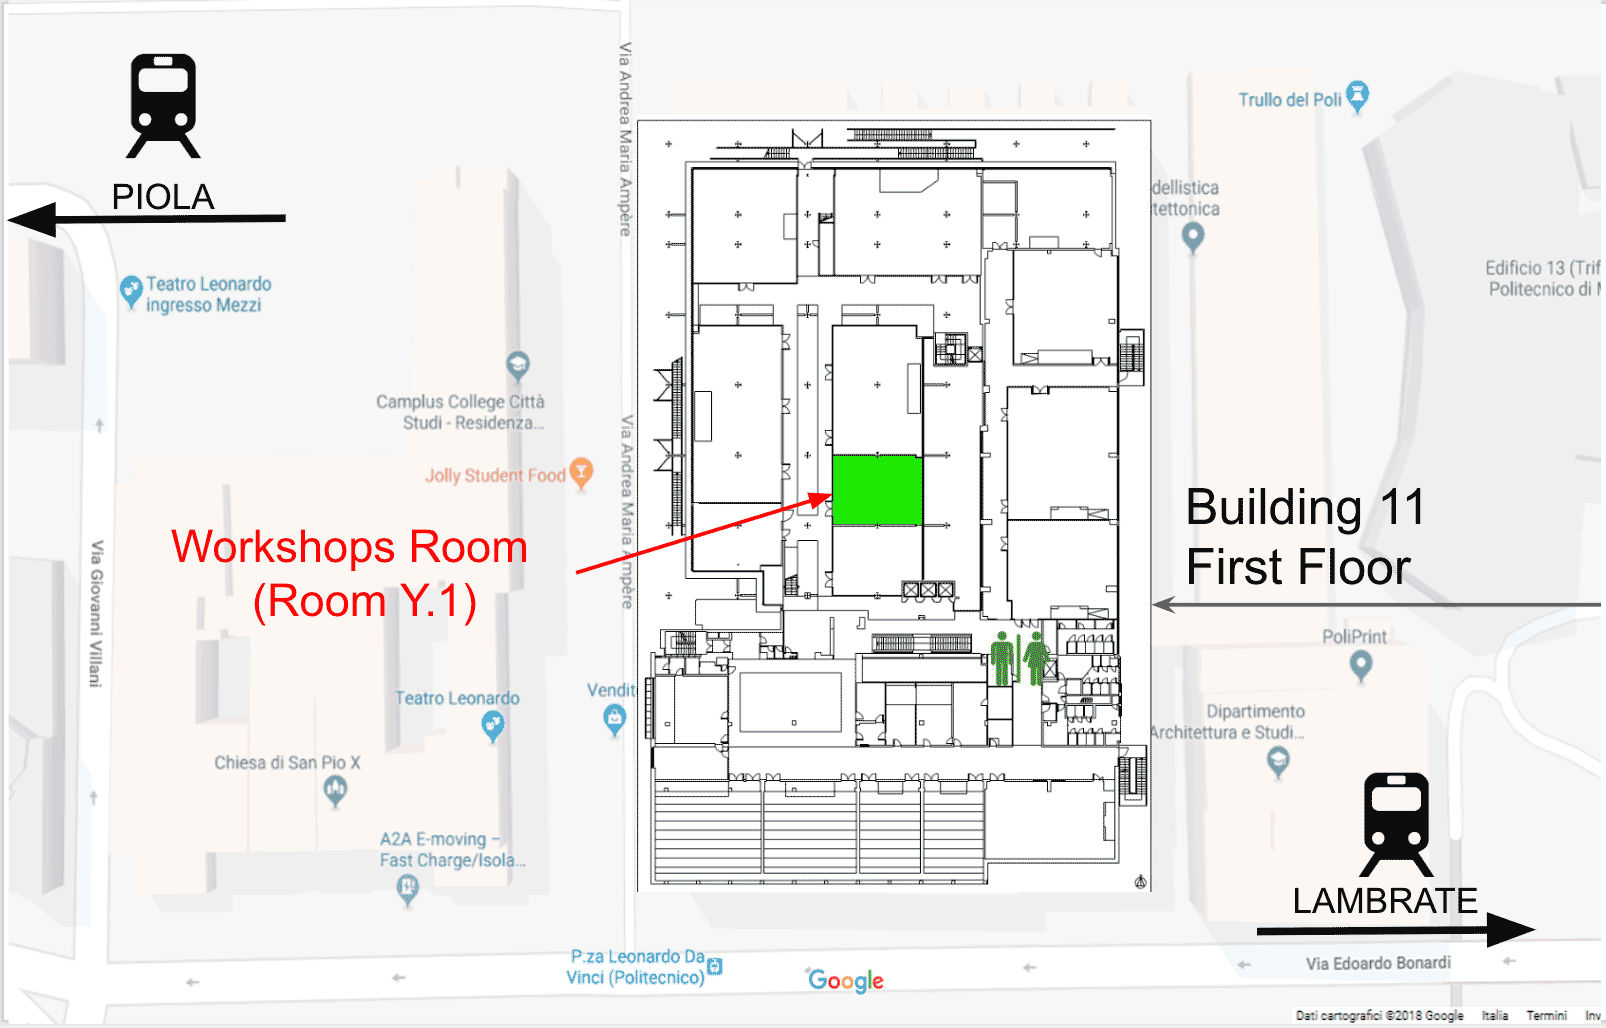 PIOLA
Trullo del Poli
Via Andrea Maria Ampère
dellistica
tettonica
Teatro Leonardo
ingresso Mezzi
Edificio 13 (Trif
Politecnico di
Camplus College Città
Studi - Residenza...
Jolly Student Food
Via Andrea Maria Ampère
Workshops Room
(Room Y.1)
Building 11
First Floor
Via Giovanni Villani
PoliPrint
Teatro Leonardo
Vendit
Dipartimento
Architettura e Studi...
Chiesa di San Pio X
A2A E-moving –
Fast Charge/Isola...
LAMBRATE
P.za Leonardo Da
Vinci (Politecnico)
Google
Via Edoardo Bonardi
Dati cartografici ©2018 Google Italia Termini Inv